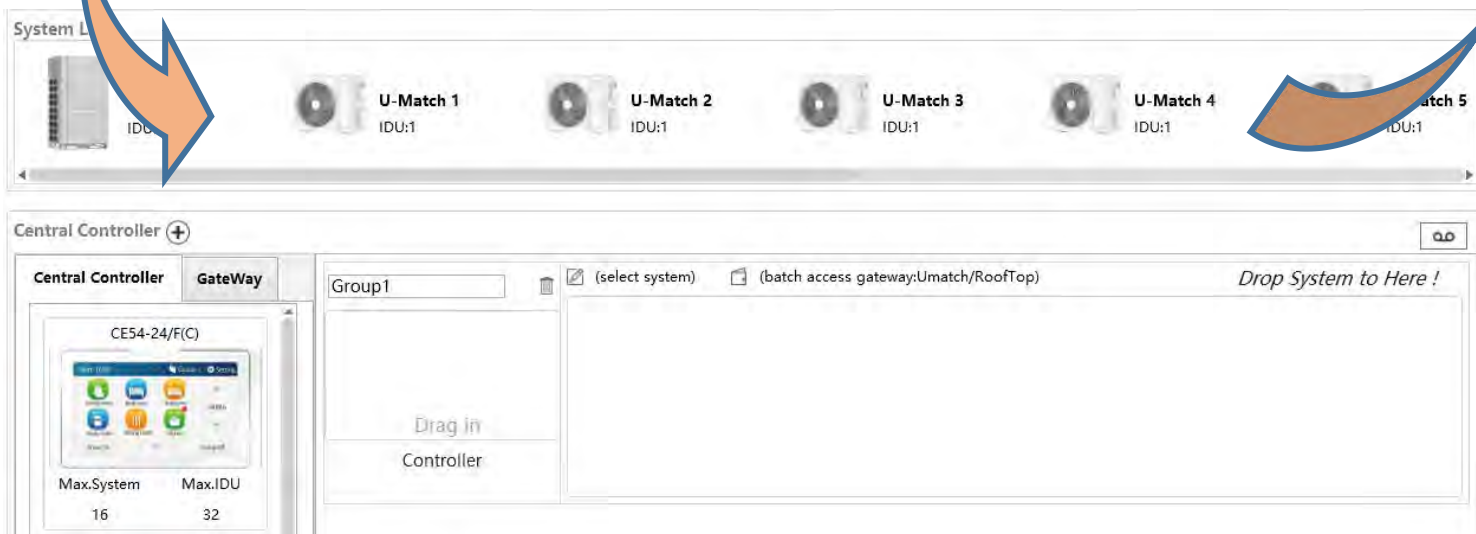 System L
IDU
U-Match 1
IDU:1
U-Match 2
IDU:1
U-Match 3
IDU:1
U-Match 4
IDU:1
atch 5
IDU:1
Central Controller
Central Controller
GateWay
CE54-24/F(C)
Max.System
Max.IDU
16
32
Group1
Drag in
Controller
(select system)
(batch access gateway:Umatch/RoofTop)
Drop System to Here !